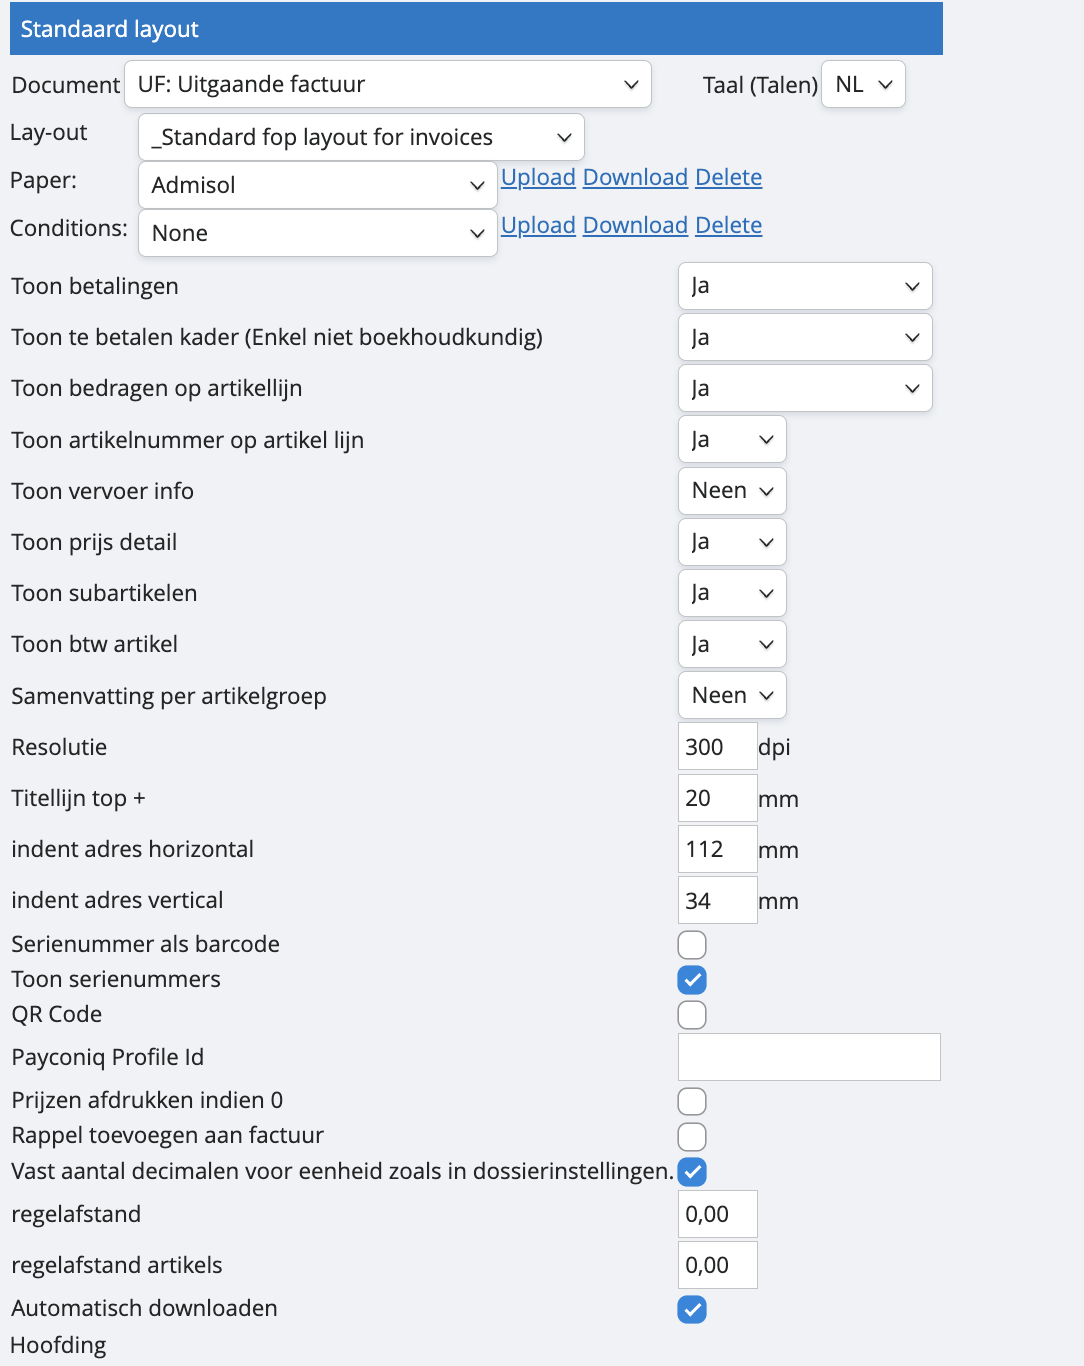 Standaard layout
Document UF: Uitgaande factuur Taal (Talen) NL
Lay-out _Standard fop layout for invoices
Paper: Admisol Upload Download Delete
Conditions: None Upload Download Delete
Toon betalingen Ja
Toon te betalen kader (Enkel niet boekhoudkundig) Ja
Toon bedragen op artikellijn Ja
Toon artikelnummer op artikel lijn Ja
Toon vervoer info Neen
Toon prijs detail Ja
Toon subartikelen Ja
Toon btw artikel Ja
Samenvatting per artikelgroep Neen
Resolutie 300 dpi
Titellijn top + 20 mm
indent adres horizontal 112 mm
indent adres vertical 34 mm
Serienummer als barcode
Toon serienummers
QR Code
Payconiq Profile Id
Prijzen afdrukken indien 0
Rappel toevoegen aan factuur
Vast aantal decimalen voor eenheid zoals in dossierinstellingen.
regelafstand 0,00
regelafstand artikels 0,00
Automatisch downloaden
Hoofding